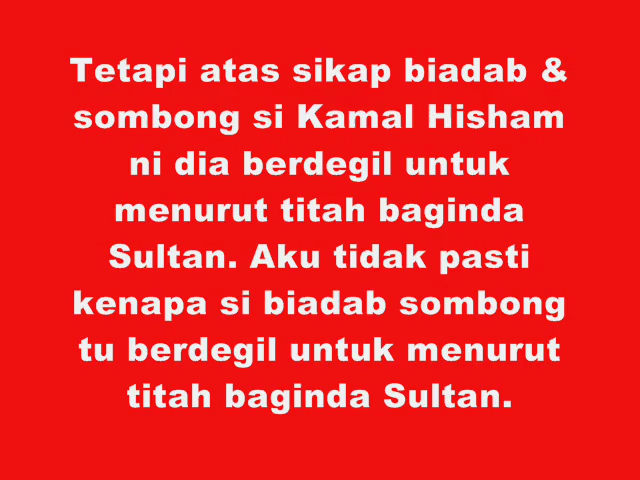 Tetapi atas sikap biadab &
sombong si Kamal Hisham
ni dia berdegil untuk
menurut titah baginda
Sultan. Aku tidak pasti
kenapa si biadab sombong
tu berdegil untuk menurut
titah baginda Sultan.